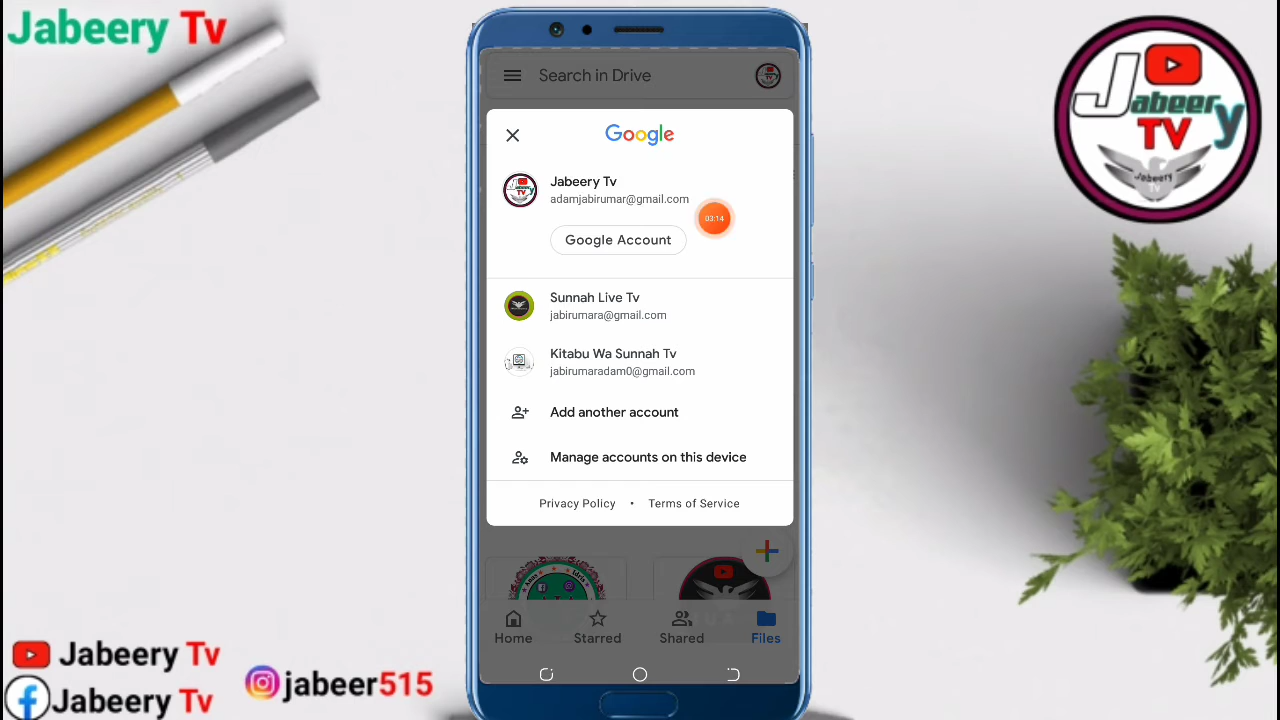 Jabeery Tv
Jabeery
TV
Jabeery
Tv
Search in Drive
Google
Jabeery Tv
adamjabirumar@gmail.com
03:14
Google Account
Sunnah Live Tv
jabirumara@gmail.com
Kitabu Wa Sunnah Tv
jabirumaradam0@gmail.com
Add another account
Manage accounts on this device
Privacy Policy • Terms of Service
Home
Starred
Shared
Files
Jabeery Tv
Jabeery Tv
jabeer515